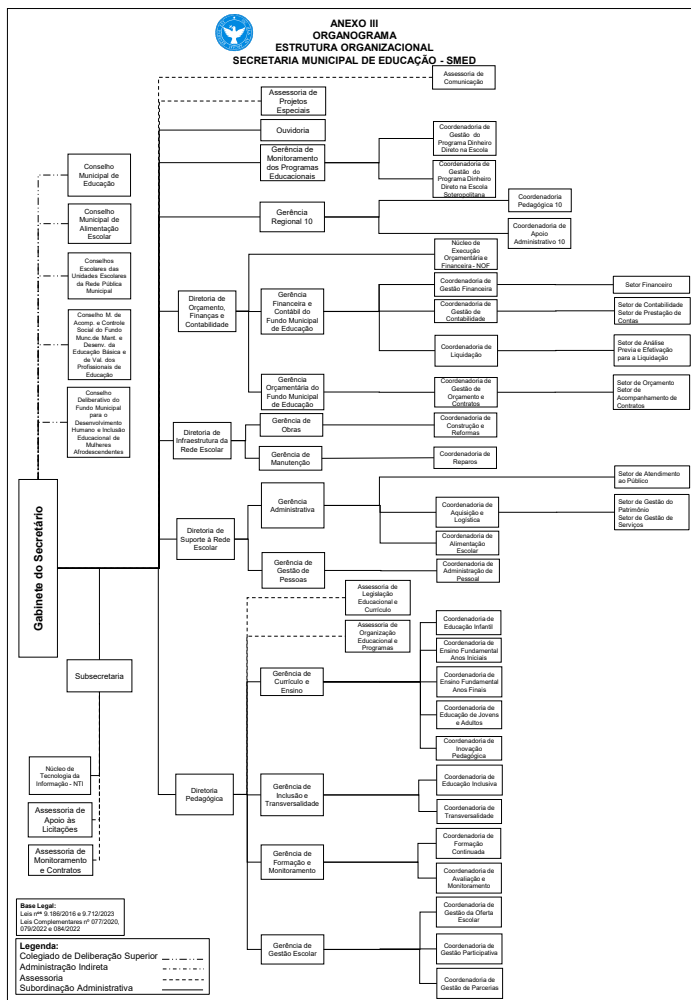 ANEXO III
ORGANOGRAMA
ESTRUTURA ORGANIZACIONAL
SECRETARIA MUNICIPAL DE EDUCAÇÃO - SMED
Assessoria de
Comunicação
Assessoria de
Projetos
Especiais
Ouvidoria
Gerência de
Monitoramento
dos Programas
Educacionais
Coordenadoria de
Gestão do
Programa Dinheiro
Direto na Escola
Coordenadoria de
Gestão do
Programa Dinheiro
Direto na Escola
Soteropolitana
Gerência
Regional 10
Coordenadoria
Pedagógica 10
Coordenadoria de
Apoio
Administrativo 10
Conselho
Municipal de
Educação
Conselho
Municipal de
Alimentação
Escolar
Conselhos
Escolares das
Unidades Escolares
da Rede Pública
Municipal
Conselho M. de
Acomp. e Controle
Social do Fundo
Munc.de Mant. e
Desenv. da
Educação Básica e
de Val. dos
Profissionais de
Educação
Conselho
Deliberativo do
Fundo Municipal
para o
Desenvolvimento
Humano e Inclusão
Educacional de
Mulheres
Afrodescendentes
Gabinete do Secretário
Subsecretaria
Núcleo de
Tecnologia da
Informação - NTI
Assessoria de
Apoio às
Licitações
Assessoria de
Monitoramento
e Contratos
Diretoria de
Orçamento,
Finanças e
Contabilidade
Núcleo de
Execução
Orçamentária e
Financeira - NOF
Gerência
Financeira e
Contábil do
Fundo Municipal
de Educação
Coordenadoria de
Gestão Financeira
Setor Financeiro
Coordenadoria de
Gestão de
Contabilidade
Setor de Contabilidade
Setor de Prestação de
Contas
Coordenadoria de
Liquidação
Setor de Análise
Previa e Efetivação
para a Liquidação
Gerência
Orçamentária do
Fundo Municipal
de Educação
Coordenadoria de
Gestão de
Orçamento e
Contratos
Setor de Orçamento
Setor de
Acompanhamento de
Contratos
Diretoria de
Infraestrutura da
Rede Escolar
Gerência de
Obras
Coordenadoria de
Construção e
Reformas
Gerência de
Manutenção
Coordenadoria de
Reparos
Diretoria de
Suporte à Rede
Escolar
Gerência
Administrativa
Setor de Atendimento
ao Público
Coordenadoria de
Aquisição e
Logística
Setor de Gestão do
Patrimônio
Setor de Gestão de
Serviços
Coordenadoria de
Alimentação
Escolar
Gerência de
Gestão de
Pessoas
Coordenadoria de
Administração de
Pessoal
Diretoria
Pedagógica
Assessoria de
Legislação
Educacional e
Currículo
Assessoria de
Organização
Educacional e
Programas
Gerência de
Currículo e
Ensino
Coordenadoria de
Educação Infantil
Coordenadoria de
Ensino Fundamental
Anos Iniciais
Coordenadoria de
Ensino Fundamental
Anos Finais
Coordenadoria de
Educação de Jovens
e Adultos
Coordenadoria de
Inovação
Pedagógica
Gerência de
Inclusão e
Transversalidade
Coordenadoria de
Educação Inclusiva
Coordenadoria de
Transversalidade
Gerência de
Formação e
Monitoramento
Coordenadoria de
Formação
Continuada
Coordenadoria de
Avaliação e
Monitoramento
Gerência de
Gestão Escolar
Coordenadoria de
Gestão da Oferta
Escolar
Coordenadoria de
Gestão Participativa
Coordenadoria de
Gestão de Parcerias
Base Legal:
Leis nºs 9.186/2016 e 9.712/2023
Leis Complementares nº 077/2020,
079/2022 e 084/2022
Legenda:
Colegiado de Deliberação Superior
Administração Indireta
Assessoria
Subordinação Administrativa